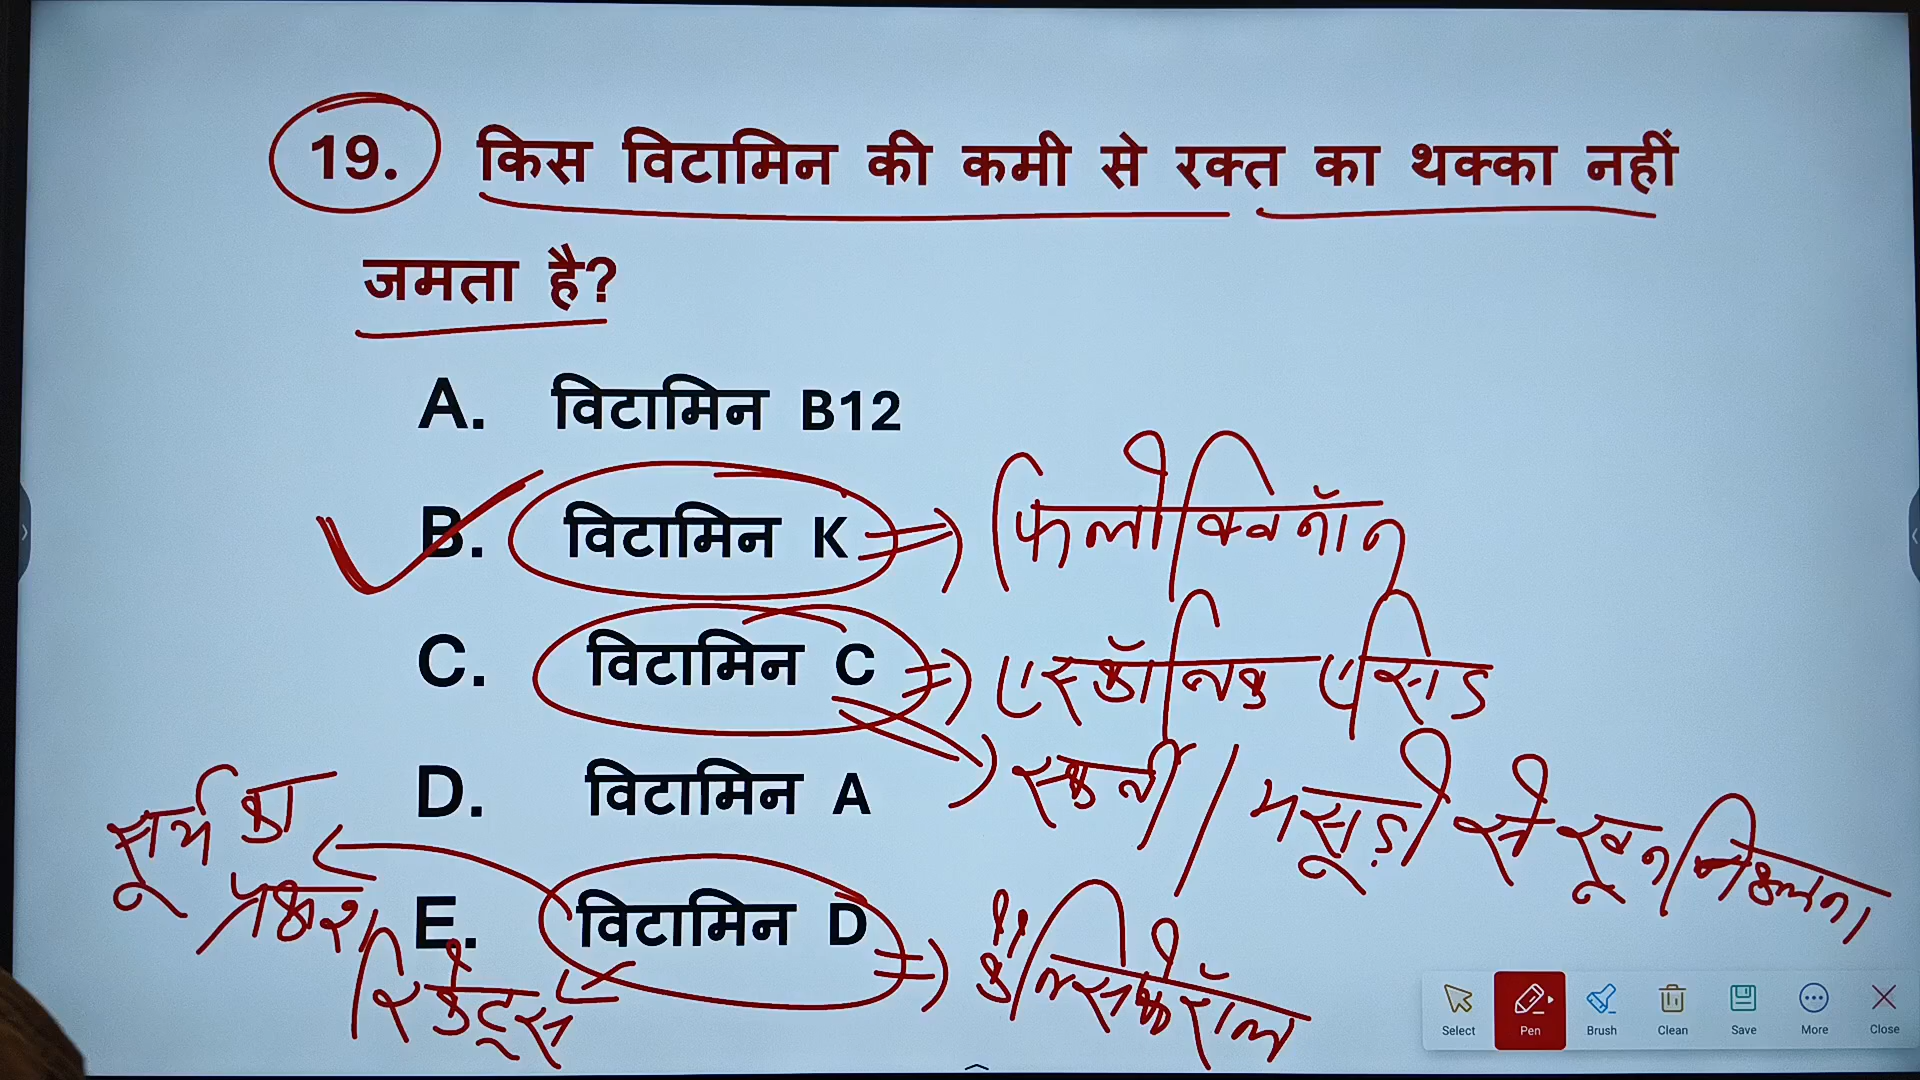 19. किस विटामिन की कमी से रक्त का थक्का नहीं
जमता है?
A. विटामिन B12
B. विटामिन K => फिलीक्विनॉन
C. विटामिन C => एस्कॉनिक एसिड
स्कर्वी / मसूड़ी से खून निकलना
D. विटामिन A
सूर्य का
प्रकाश
E. विटामिन D => कैल्सिफेरॉल
रिकेट्स
Select Pen Brush Clean Save More Close